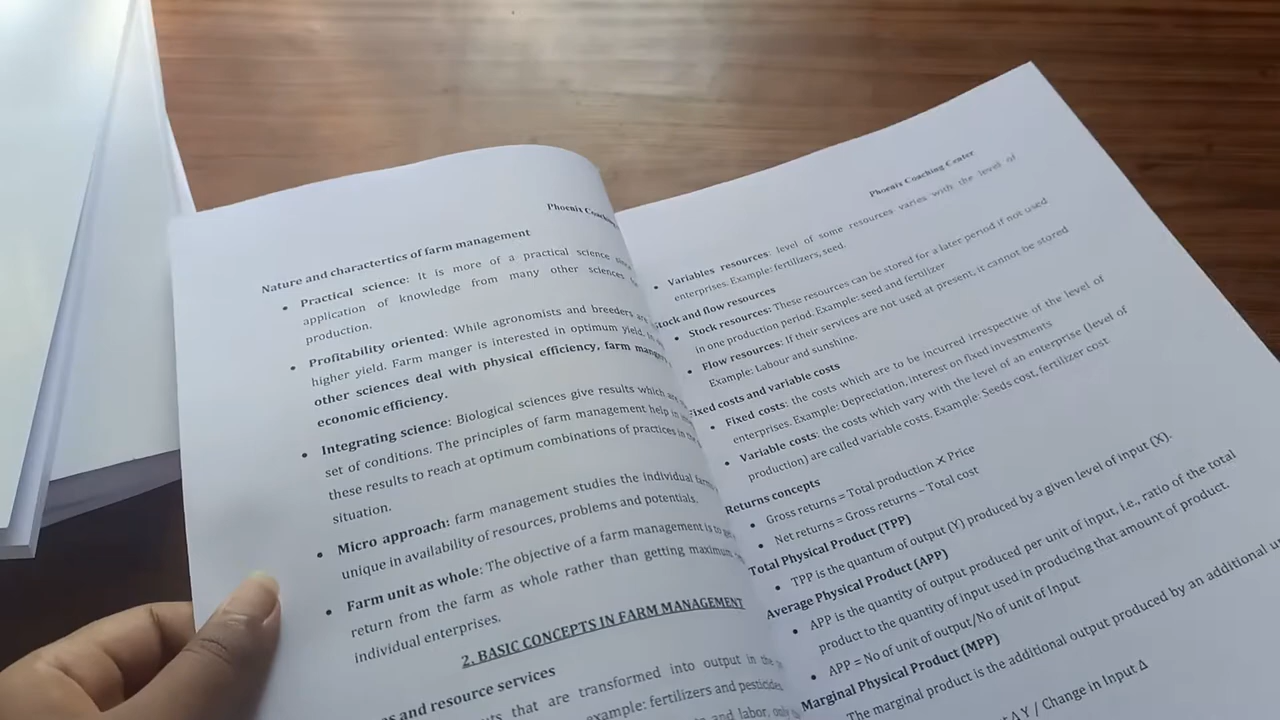 Phoenix
Nature and charactertics of farm management
• Practical science: It is more of a practical science
application of knowledge from many other sciences
production.
• Profitability oriented: While agronomists and breeders are
higher yield. Farm manger is interested in optimum yield.
other sciences deal with physical efficiency, farm
economic efficiency.
• Integrating science: Biological sciences give results which are
set of conditions. The principles of farm management help in
these results to reach at optimum combinations of practices in
situation.
• Micro approach: farm management studies the individual
unique in availability of resources, problems and potentials.
• Farm unit as whole: The objective of a farm management is to
return from the farm as whole rather than getting maximum
individual enterprises.
2. BASIC CONCEPTS IN FARM MANAGEMENT
and resource services
that are transformed into output in the
example: fertilizers and pesticides
and labor, only
Phoenix Coaching Center
• Variables resources: level of some resources varies with the level of
enterprises. Example: fertilizers, seed.
Stock and flow resources
• Stock resources: These resources can be stored for a later period if not used
in one production period. Example: seed and fertilizer
• Flow resources: If their services are not used at present, it cannot be stored
Example: Labour and sunshine.
Fixed costs and variable costs
• Fixed costs: the costs which are to be incurred irrespective of the level of
enterprises. Example: Depreciation, Interest on fixed investments
• Variable costs: the costs which vary with the level of an enterprise (level of
production) are called variable costs. Example: Seeds cost, fertilizer cost
Returns concepts
• Gross returns = Total production × Price
• Net returns = Gross returns – Total cost
Total Physical Product (TPP)
• TPP is the quantum of output (Y) produced by a given level of input (X).
Average Physical Product (APP)
• APP is the quantity of output produced per unit of input, i.e., ratio of the total
product to the quantity of input used in producing that amount of product.
• APP = No of unit of output/No of unit of Input
Marginal Physical Product (MPP)
The marginal product is the additional output produced by an additional
Δ Y / Change in Input Δ